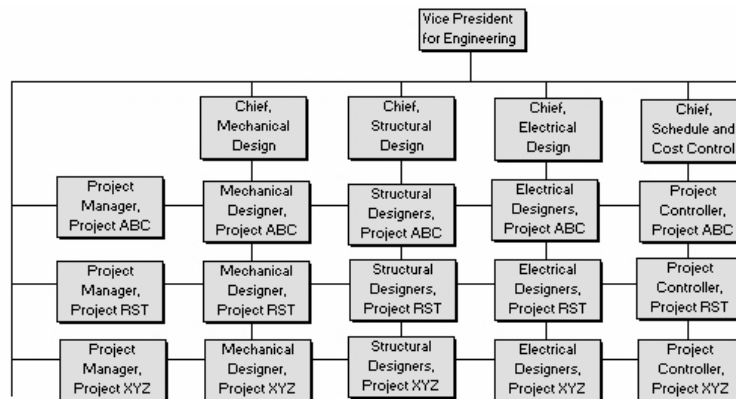 Vice President
for Engineering
Chief,
Mechanical
Design
Chief,
Structural
Design
Chief,
Electrical
Design
Chief,
Schedule and
Cost Control
Project
Manager,
Project ABC
Mechanical
Designer,
Project ABC
Structural
Designers,
Project ABC
Electrical
Designers,
Project ABC
Project
Controller,
Project ABC
Project
Manager,
Project RST
Mechanical
Designer,
Project RST
Structural
Designers,
Project RST
Electrical
Designers,
Project RST
Project
Controller,
Project RST
Project
Manager,
Project XYZ
Mechanical
Designer,
Project XYZ
Structural
Designers,
Project XYZ
Electrical
Designers,
Project XYZ
Project
Controller,
Project XYZ